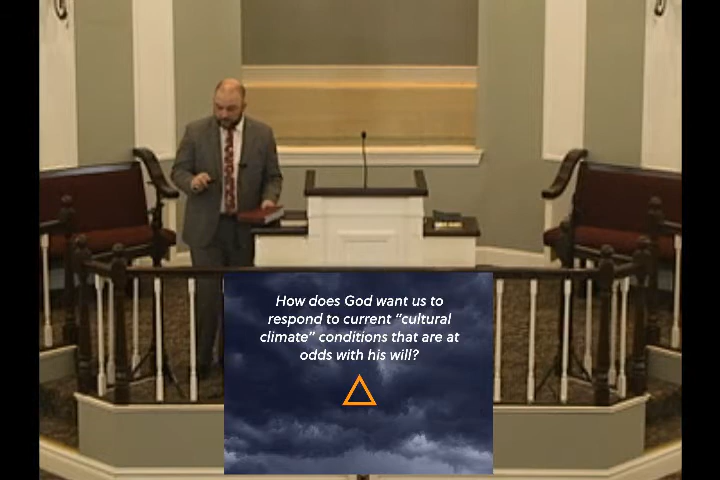 How does God want us to
respond to current “cultural
climate” conditions that are at
odds with his will?